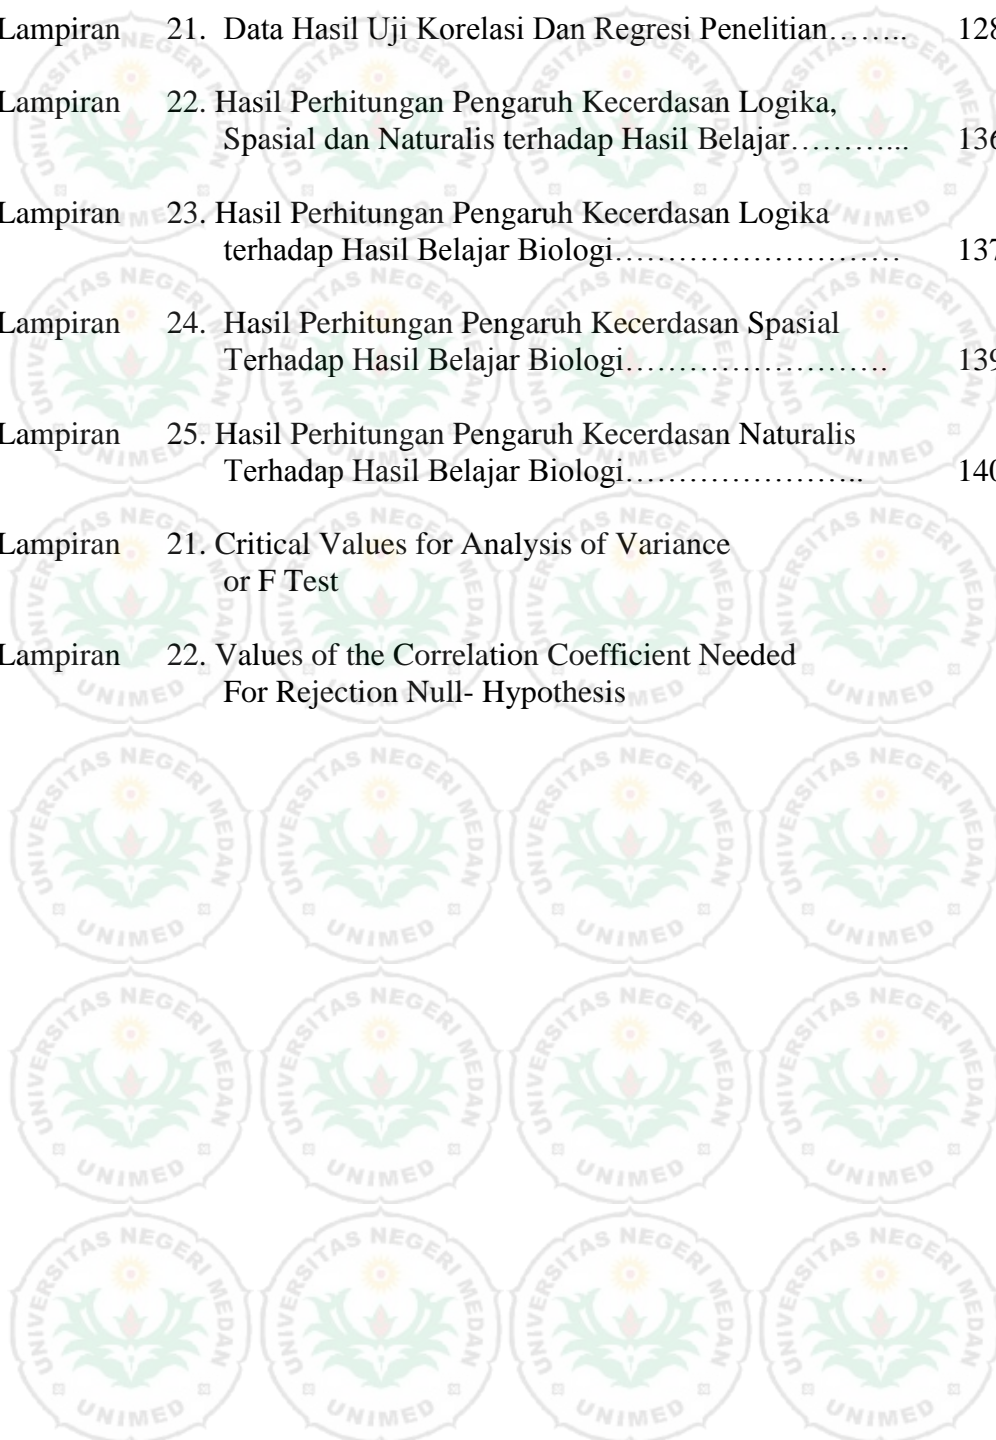 Lampiran 21. Data Hasil Uji Korelasi Dan Regresi Penelitian…….. 128
Lampiran 22. Hasil Perhitungan Pengaruh Kecerdasan Logika,
Spasial dan Naturalis terhadap Hasil Belajar………... 136
Lampiran 23. Hasil Perhitungan Pengaruh Kecerdasan Logika
terhadap Hasil Belajar Biologi……………………… 137
Lampiran 24. Hasil Perhitungan Pengaruh Kecerdasan Spasial
Terhadap Hasil Belajar Biologi……………………. 139
Lampiran 25. Hasil Perhitungan Pengaruh Kecerdasan Naturalis
Terhadap Hasil Belajar Biologi………………….. 140
Lampiran 21. Critical Values for Analysis of Variance
or F Test
Lampiran 22. Values of the Correlation Coefficient Needed
For Rejection Null- Hypothesis
UNIVERSITAS NEGERI MEDAN
UNIMED